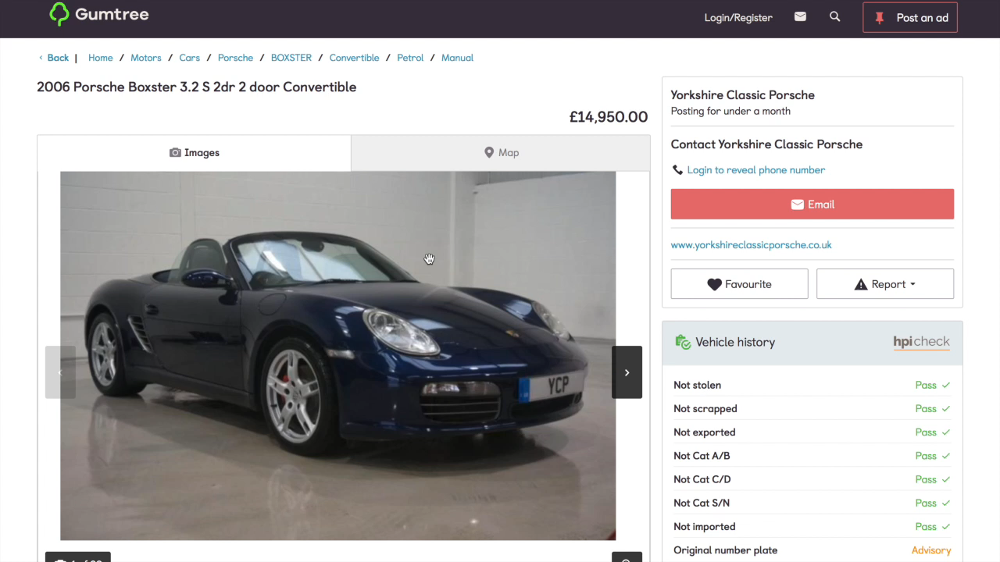 Gumtree
Login/Register
Post an ad
Back | Home / Motors / Cars / Porsche / BOXSTER / Convertible / Petrol / Manual
2006 Porsche Boxster 3.2 S 2dr 2 door Convertible
£14,950.00
Images
Map
YCP
Yorkshire Classic Porsche
Posting for under a month
Contact Yorkshire Classic Porsche
Login to reveal phone number
Email
www.yorkshireclassicporsche.co.uk
Favourite
Report
Vehicle history
hpi check
Not stolen Pass
Not scrapped Pass
Not exported Pass
Not Cat A/B Pass
Not Cat C/D Pass
Not Cat S/N Pass
Not imported Pass
Original number plate Advisory